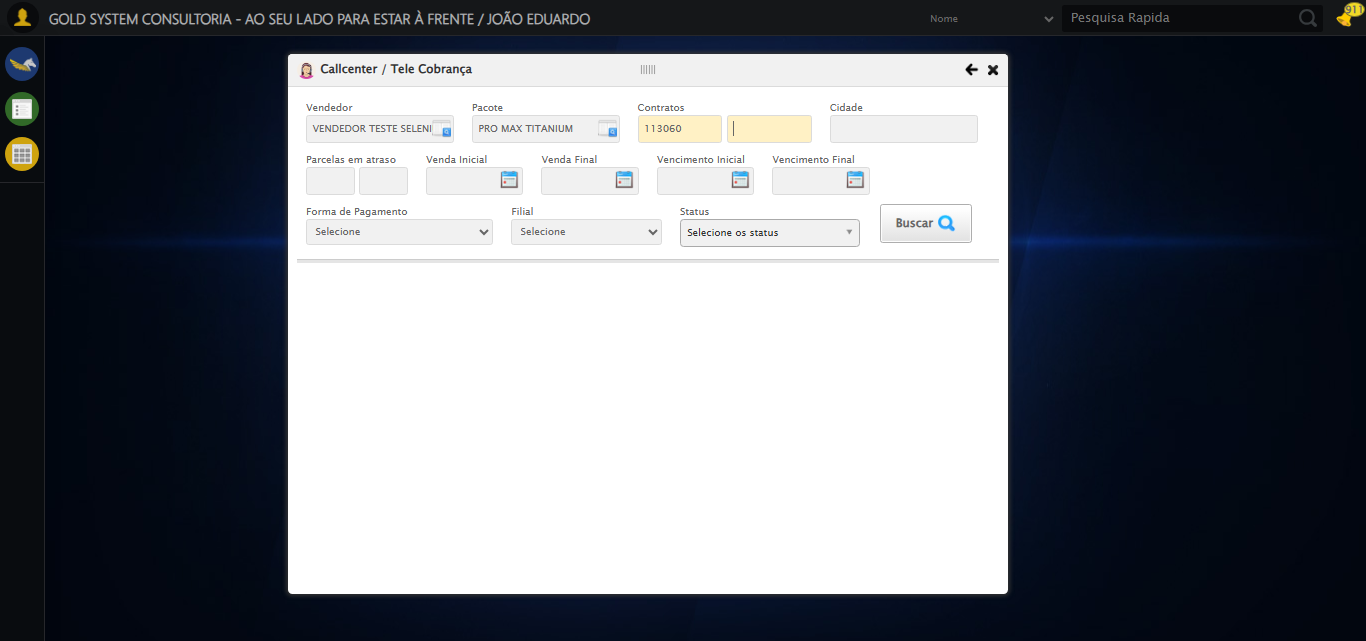 GOLD SYSTEM CONSULTORIA - AO SEU LADO PARA ESTAR À FRENTE / JOÃO EDUARDO
Nome
Pesquisa Rapida
911
Callcenter / Tele Cobrança
Vendedor
Pacote
Contratos
Cidade
VENDEDOR TESTE SELENI
PRO MAX TITANIUM
113060
Parcelas em atraso
Venda Inicial
Venda Final
Vencimento Inicial
Vencimento Final
Forma de Pagamento
Filial
Status
Selecione
Selecione
Selecione os status
Buscar